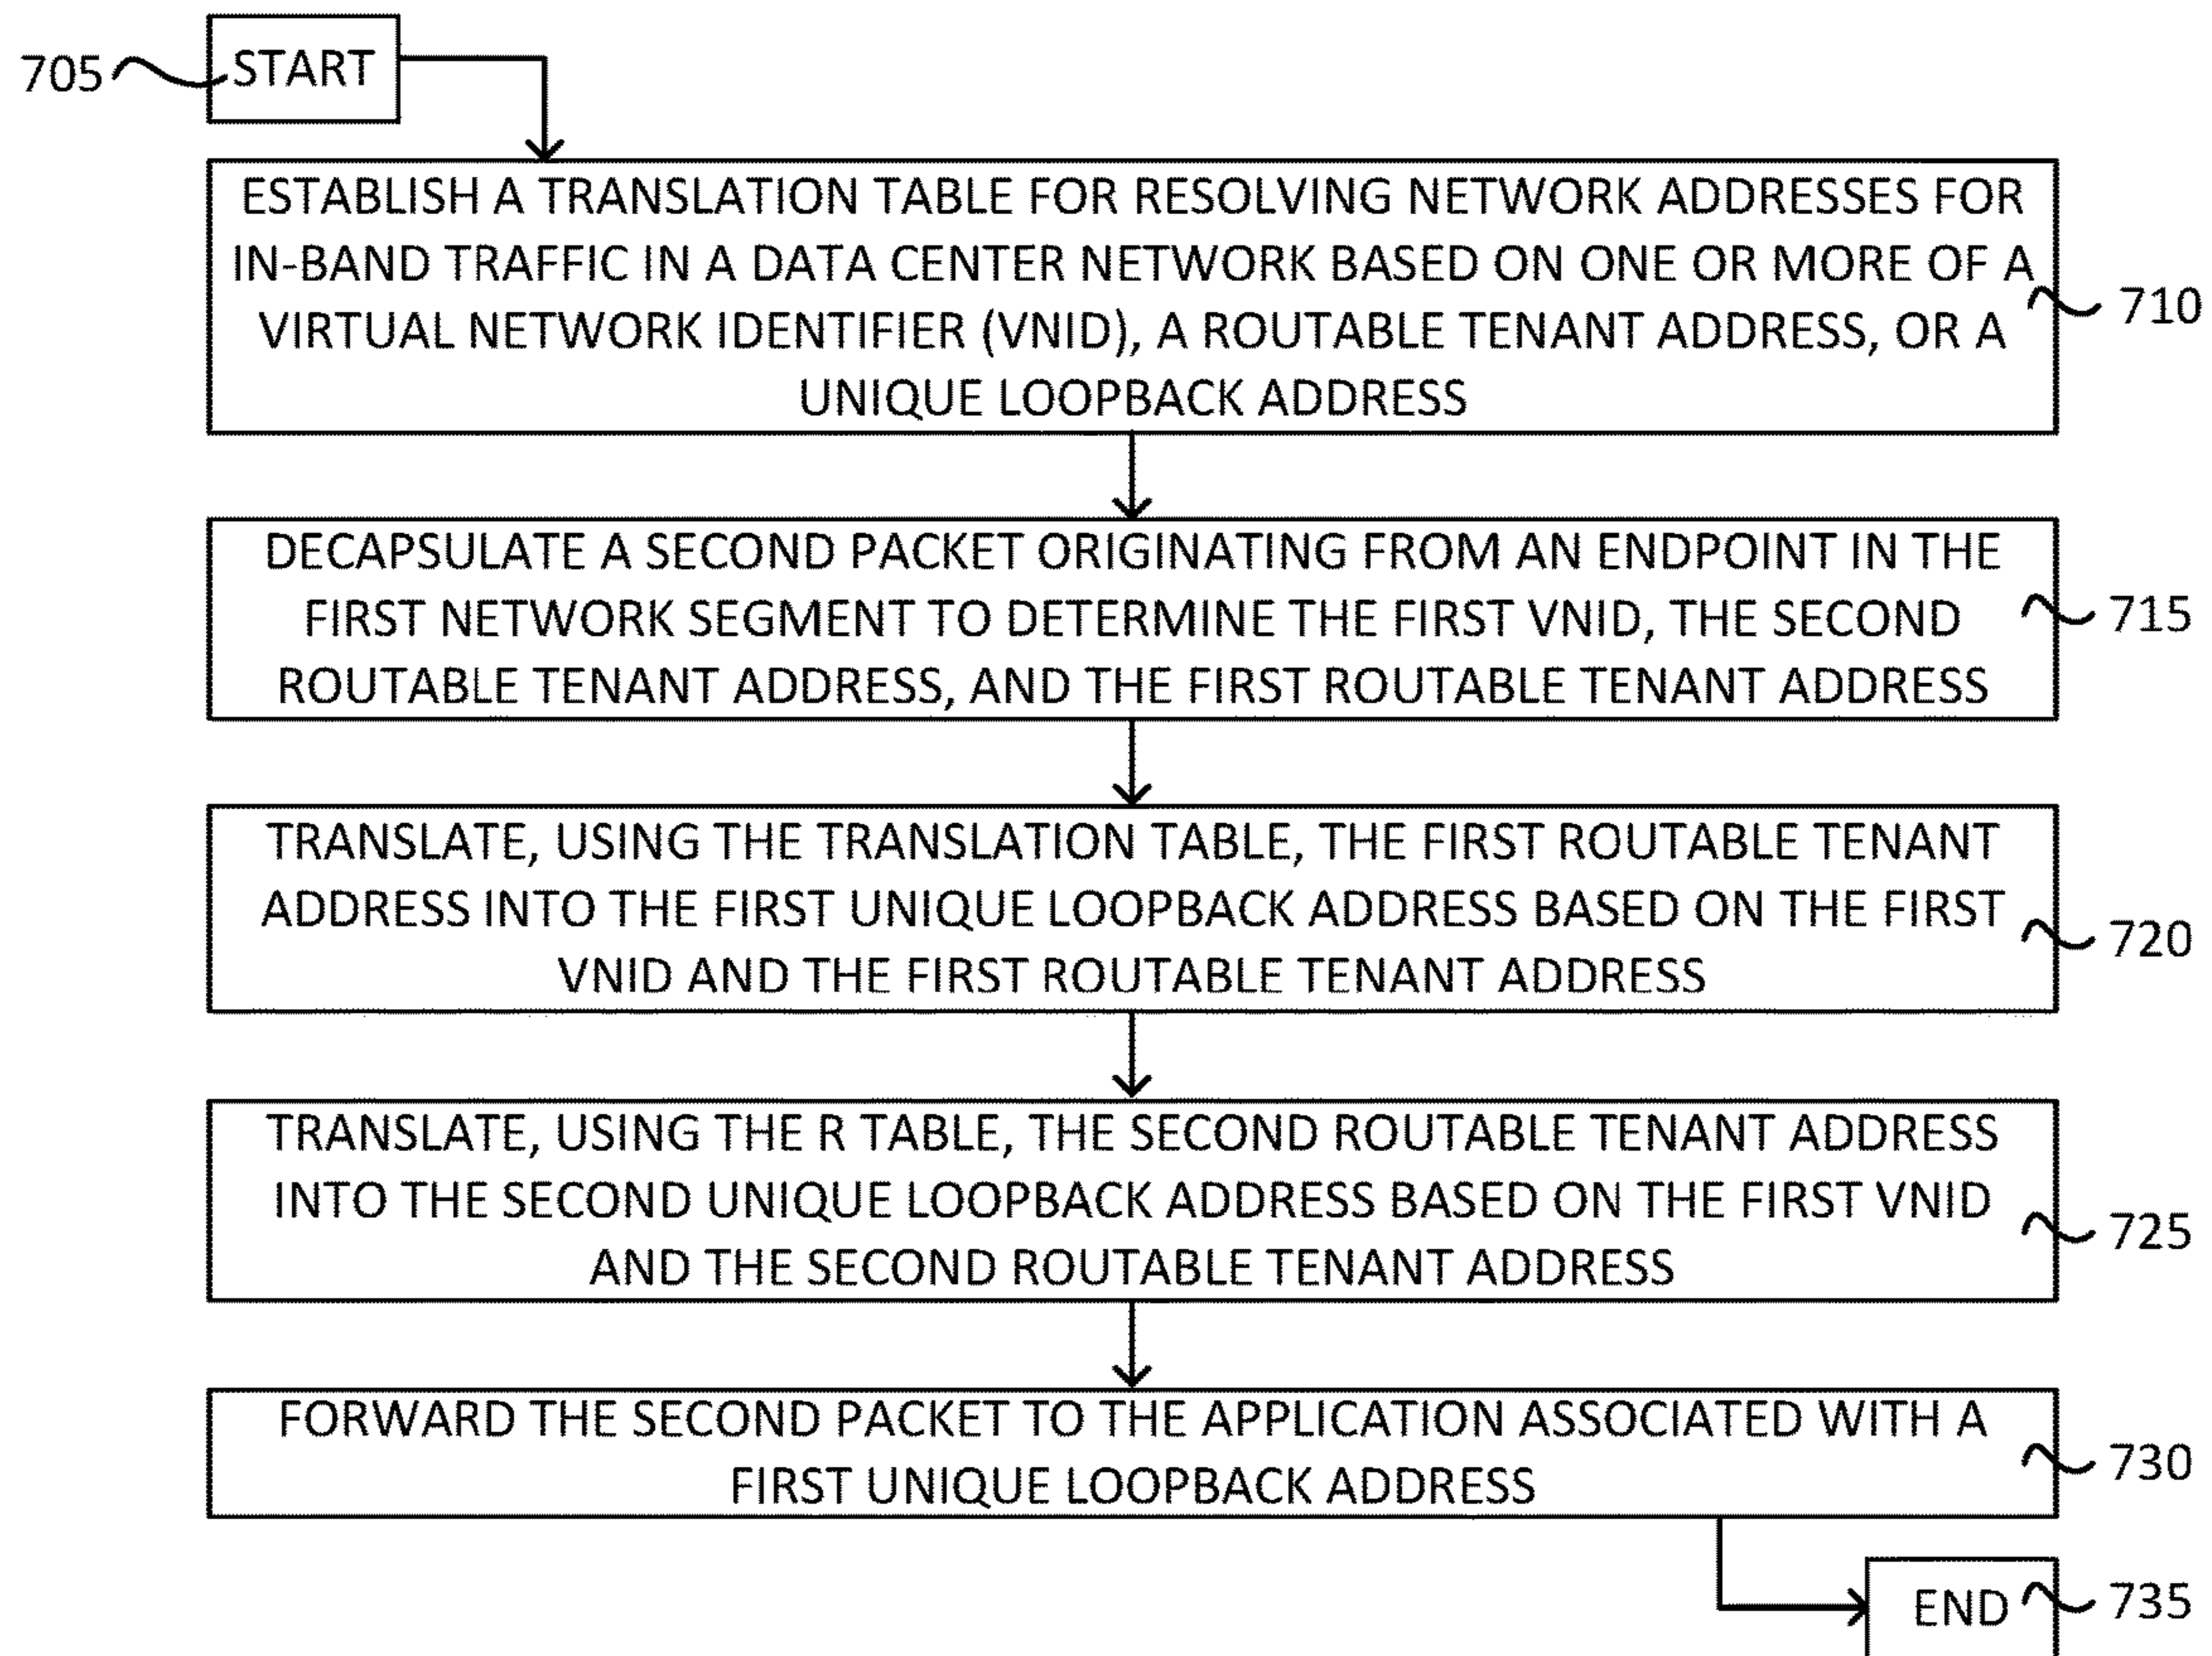 705
START
ESTABLISH A TRANSLATION TABLE FOR RESOLVING NETWORK ADDRESSES FOR
IN-BAND TRAFFIC IN A DATA CENTER NETWORK BASED ON ONE OR MORE OF A
VIRTUAL NETWORK IDENTIFIER (VNID), A ROUTABLE TENANT ADDRESS, OR A
UNIQUE LOOPBACK ADDRESS
710
DECAPSULATE A SECOND PACKET ORIGINATING FROM AN ENDPOINT IN THE
FIRST NETWORK SEGMENT TO DETERMINE THE FIRST VNID, THE SECOND
ROUTABLE TENANT ADDRESS, AND THE FIRST ROUTABLE TENANT ADDRESS
715
TRANSLATE, USING THE TRANSLATION TABLE, THE FIRST ROUTABLE TENANT
ADDRESS INTO THE FIRST UNIQUE LOOPBACK ADDRESS BASED ON THE FIRST
VNID AND THE FIRST ROUTABLE TENANT ADDRESS
720
TRANSLATE, USING THE R TABLE, THE SECOND ROUTABLE TENANT ADDRESS
INTO THE SECOND UNIQUE LOOPBACK ADDRESS BASED ON THE FIRST VNID
AND THE SECOND ROUTABLE TENANT ADDRESS
725
FORWARD THE SECOND PACKET TO THE APPLICATION ASSOCIATED WITH A
FIRST UNIQUE LOOPBACK ADDRESS
730
END
735